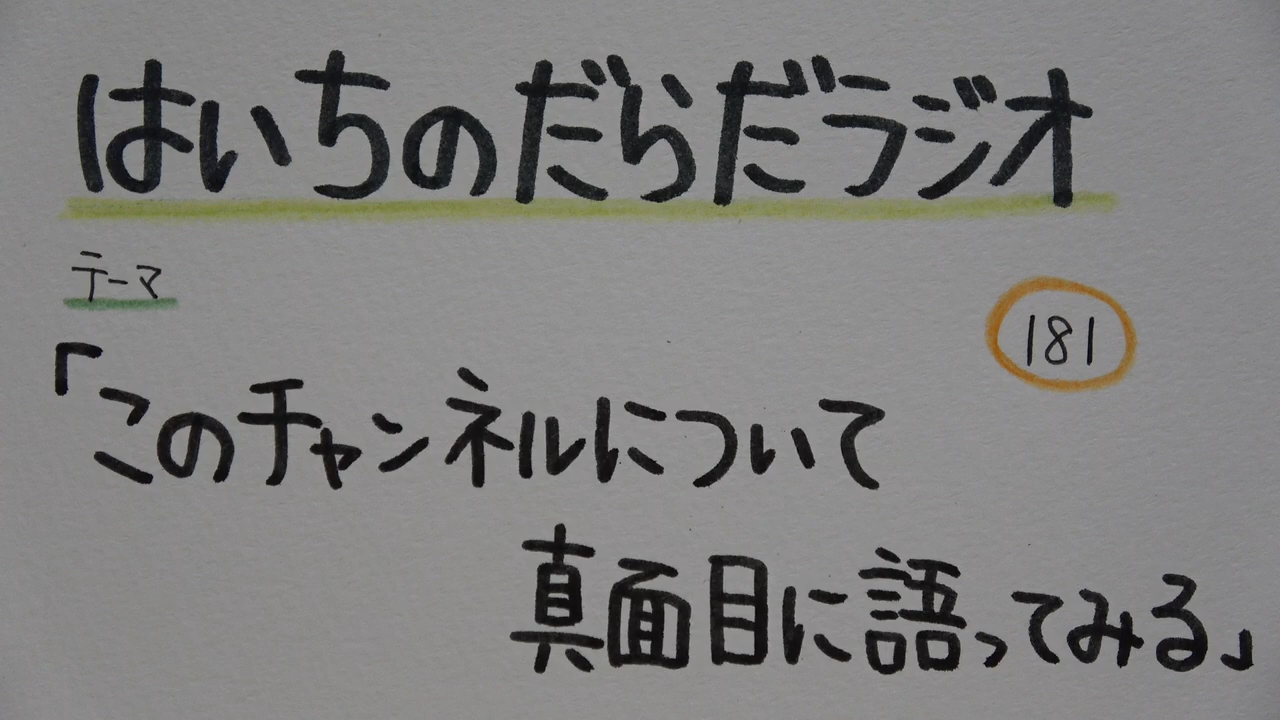 はいちのだらだラジオ
テーマ
181
「このチャンネルについて
真面目に語ってみる」